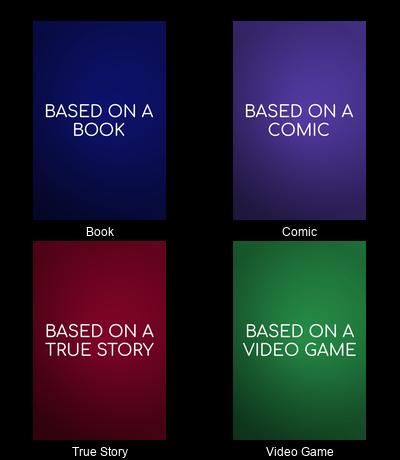 BASED ON A
BOOK
Book
BASED ON A
COMIC
Comic
BASED ON A
TRUE STORY
True Story
BASED ON A
VIDEO GAME
Video Game